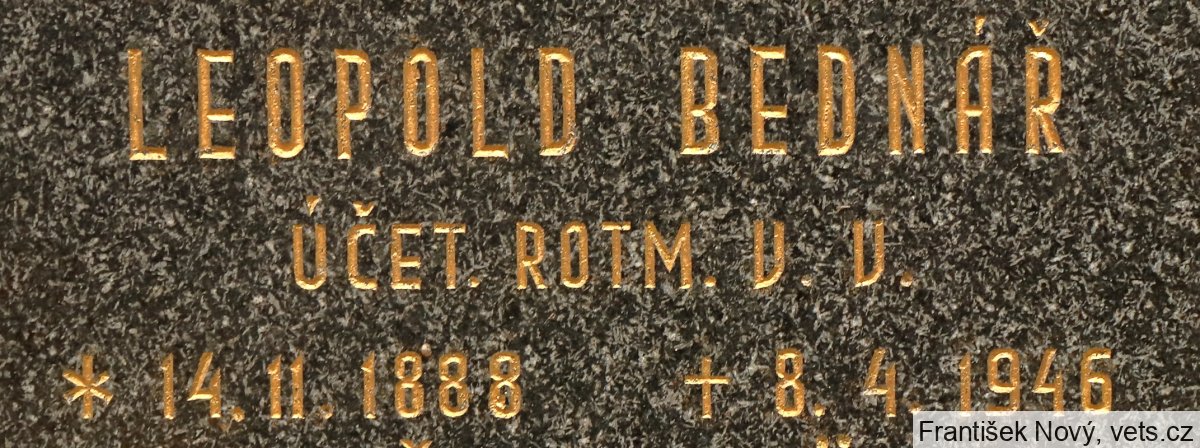 LEOPOLD BEDNÁŘ
ÚČET. ROTM. V. V.
* 14. 11. 1888 † 8. 4. 1946
František Nový, vets.cz